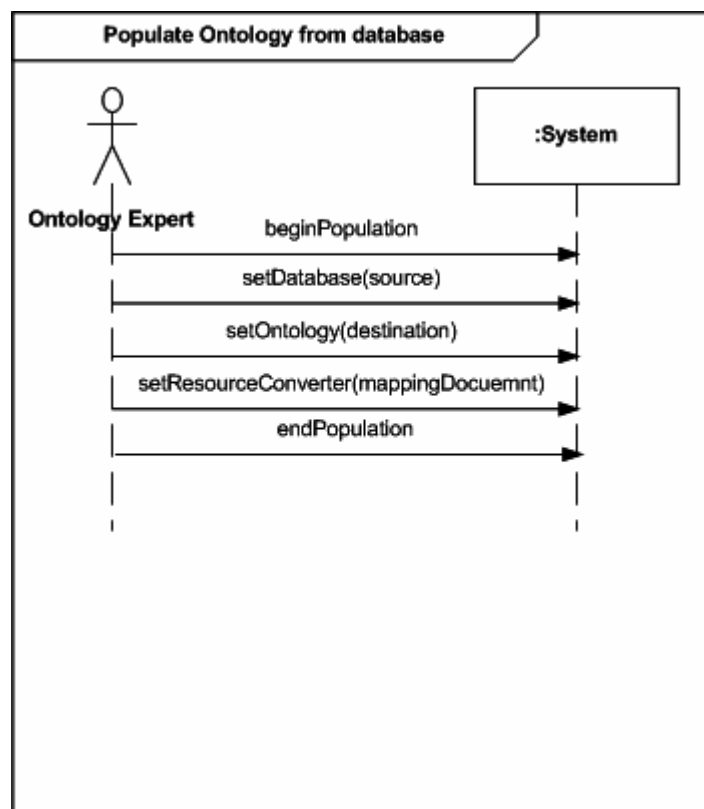 Populate Ontology from database
:System
Ontology Expert
beginPopulation
setDatabase(source)
setOntology(destination)
setResourceConverter(mappingDocuemnt)
endPopulation